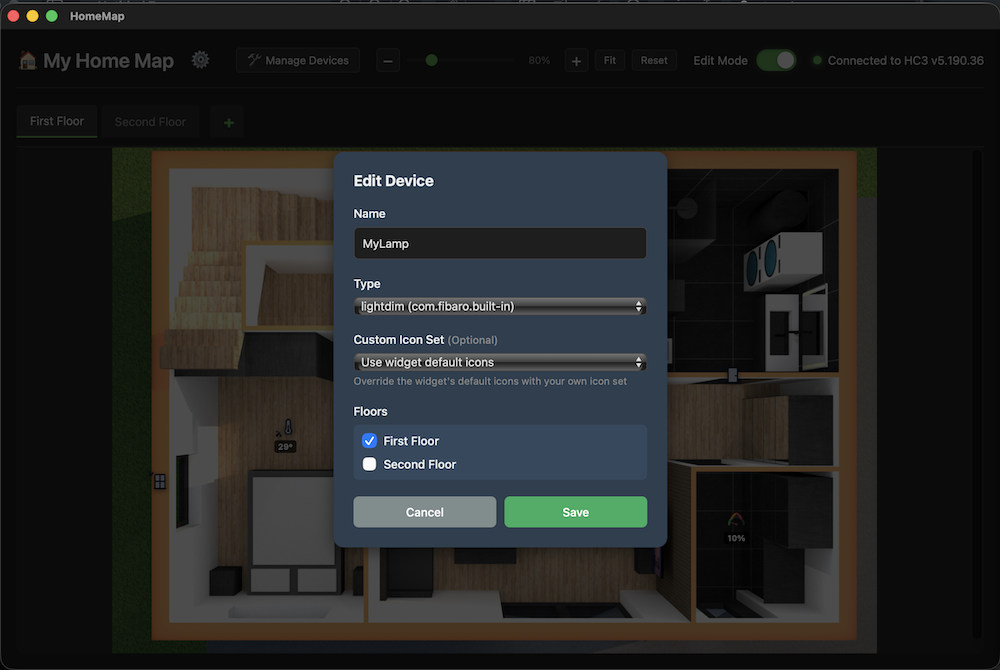 HomeMap
My Home Map
Manage Devices
80%
Fit
Reset
Edit Mode
Connected to HC3 v5.190.36
First Floor
Second Floor
+
Edit Device
Name
MyLamp
Type
lightdim (com.fibaro.built-in)
Custom Icon Set (Optional)
Use widget default icons
Override the widget's default icons with your own icon set
Floors
First Floor
Second Floor
Cancel
Save
29°
10%